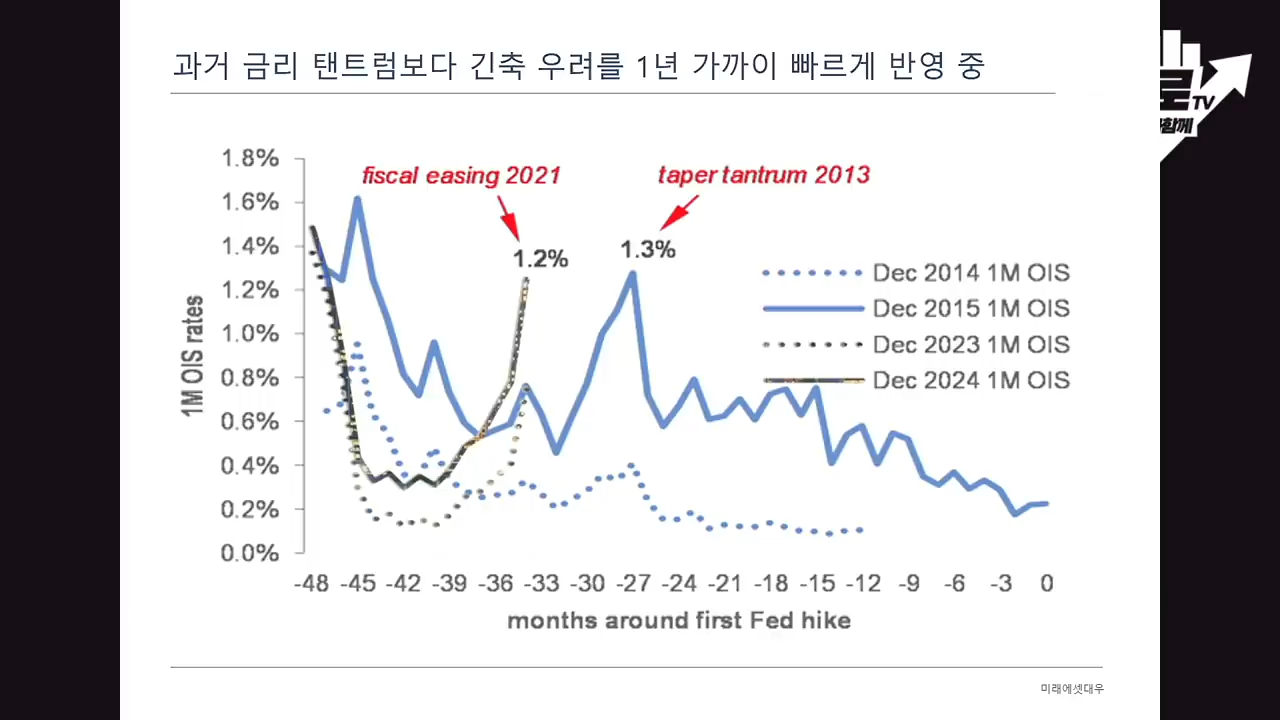 과거 금리 탠트럼보다 긴축 우려를 1년 가까이 빠르게 반영 중
로TV
함께
1.8%
1.6%
1.4%
1.2%
1.0%
0.8%
0.6%
0.4%
0.2%
0.0%
1M OIS rates
fiscal easing 2021
taper tantrum 2013
1.2%
1.3%
Dec 2014 1M OIS
Dec 2015 1M OIS
Dec 2023 1M OIS
Dec 2024 1M OIS
-48 -45 -42 -39 -36 -33 -30 -27 -24 -21 -18 -15 -12 -9 -6 -3 0
months around first Fed hike
미래에셋대우